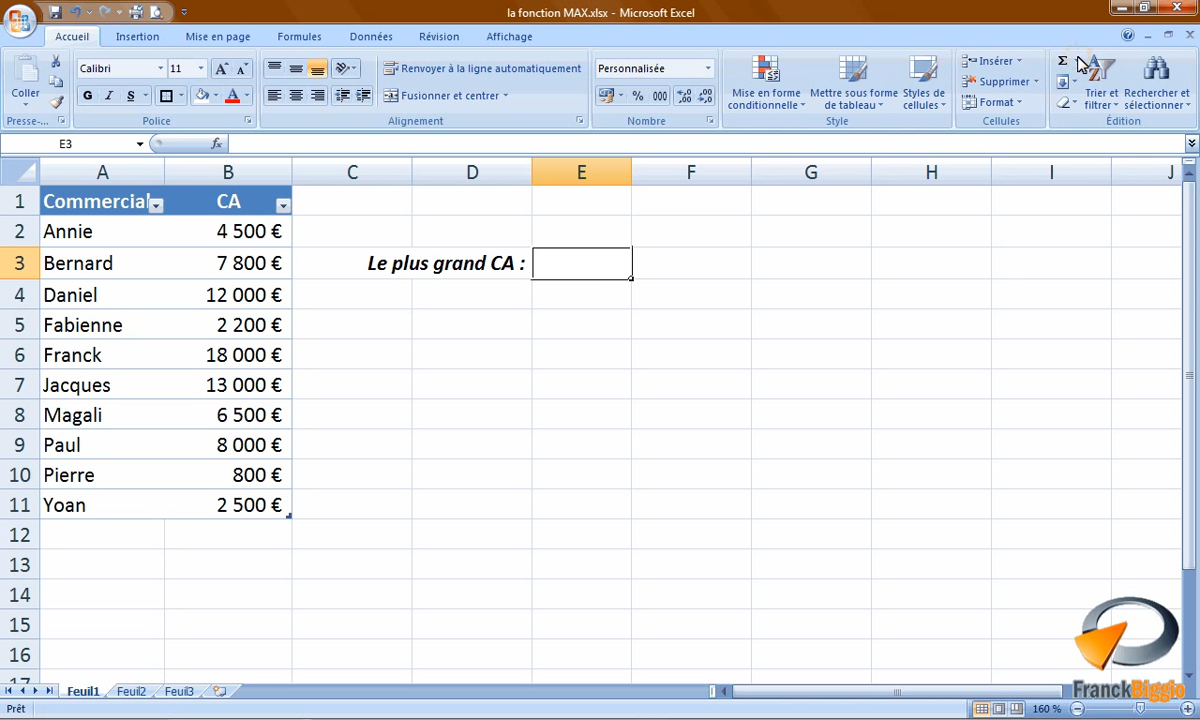 la fonction MAX.xlsx - Microsoft Excel
Accueil Insertion Mise en page Formules Données Révision Affichage
Coller
Calibri 11
Renvoyer à la ligne automatiquement
Personnalisée
Insérer
Σ
G I S A
Fusionner et centrer
% 000
Mise en forme conditionnelle
Mettre sous forme de tableau
Styles de cellules
Supprimer
Format
Trier et filtrer
Rechercher et sélectionner
Presse-... Police Alignement Nombre Style Cellules Édition
E3 fx
A B C D E F G H I J
1 Commercial CA
2 Annie 4 500 €
3 Bernard 7 800 € Le plus grand CA :
4 Daniel 12 000 €
5 Fabienne 2 200 €
6 Franck 18 000 €
7 Jacques 13 000 €
8 Magali 6 500 €
9 Paul 8 000 €
10 Pierre 800 €
11 Yoan 2 500 €
12
13
14
15
16
17
FranckBiggio
Feuil1 Feuil2 Feuil3
Prêt 160 %